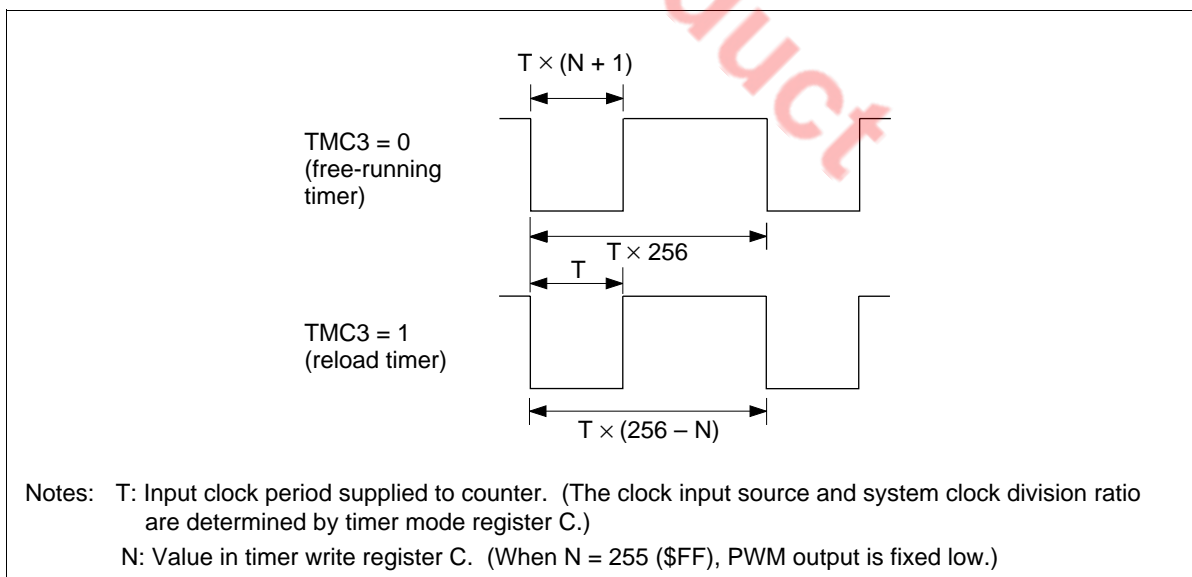 duct
T × (N + 1)
TMC3 = 0
(free-running
timer)
T × 256
T
TMC3 = 1
(reload timer)
T × (256 – N)
Notes: T: Input clock period supplied to counter. (The clock input source and system clock division ratio
are determined by timer mode register C.)
N: Value in timer write register C. (When N = 255 ($FF), PWM output is fixed low.)